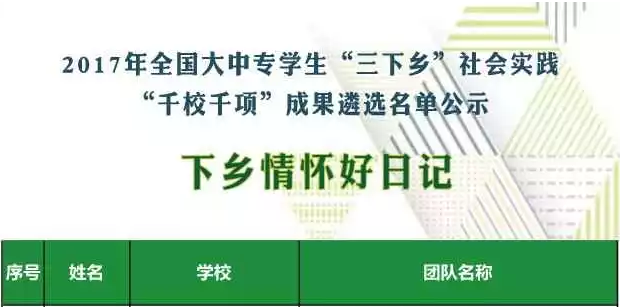 2017年全国大中专学生“三下乡”社会实践
“千校千项”成果遴选名单公示
下乡情怀好日记
序号 姓名 学校 团队名称